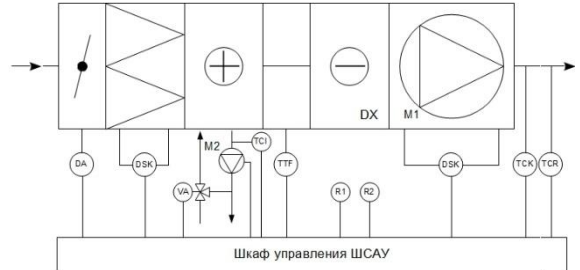 DX
M1
M2
TCI
DA
DSK
TTF
DSK
TCK
TCR
VA
R1
R2
Шкаф управления ШСАУ